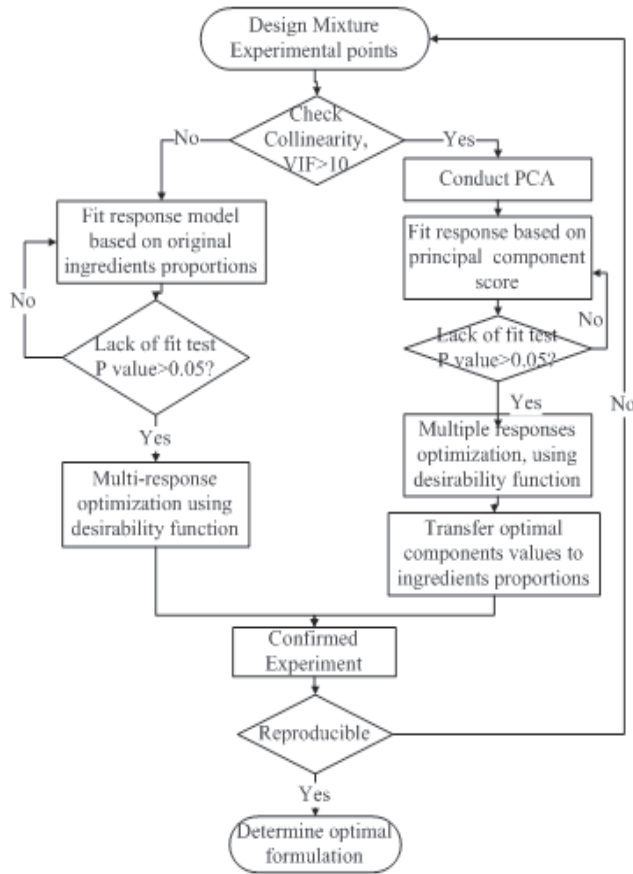 Design Mixture
Experimental points
Check
Collinearity,
VIF>10
No
Yes
Conduct PCA
Fit response model
based on original
ingredients proportions
Fit response based on
principal component
score
No
No
Lack of fit test
P value>0.05?
Lack of fit test
P value>0.05?
No
Yes
Yes
Multi-response
optimization using
desirability function
Multiple responses
optimization, using
desirability function
Transfer optimal
components values to
ingredients proportions
Confirmed
Experiment
Reproducible
Yes
Determine optimal
formulation